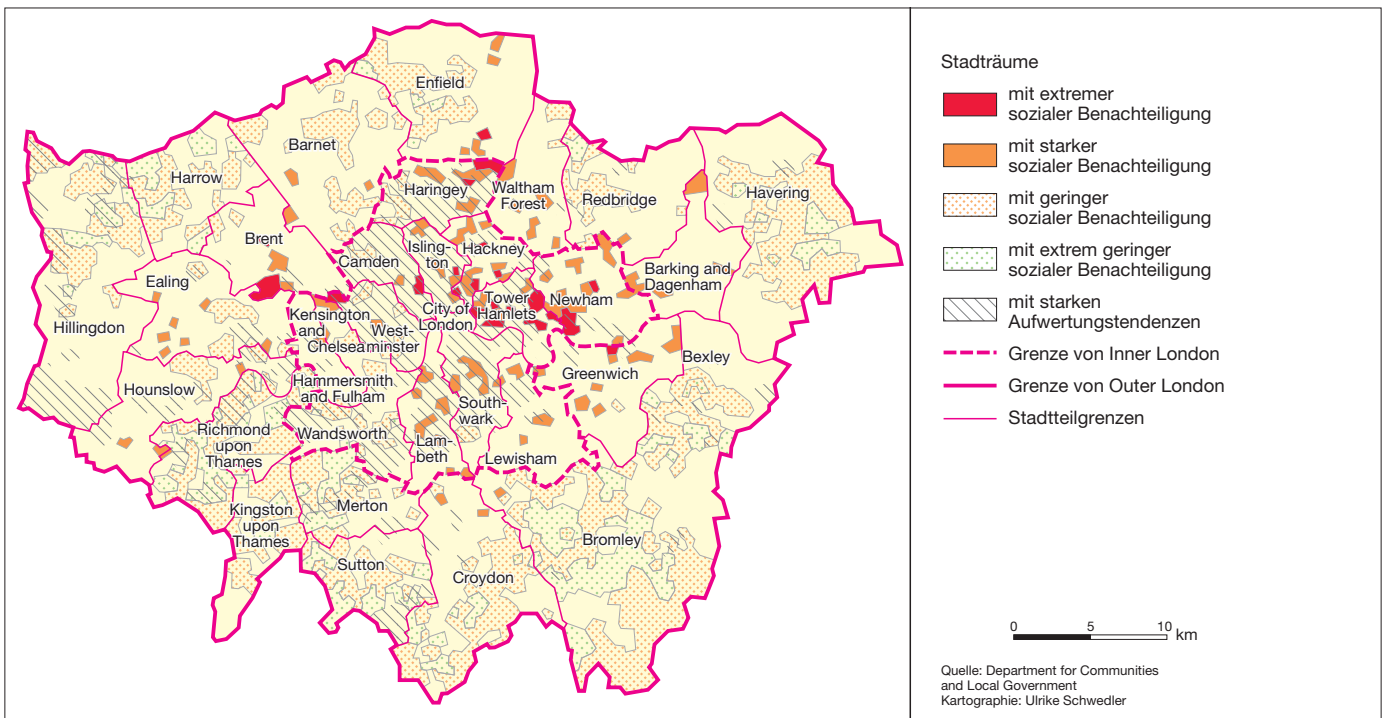 Enfield
Barnet
Harrow
Haringey
Waltham
Forest
Redbridge
Havering
Brent
Isling-
ton
Hackney
Camden
Ealing
Barking and
Dagenham
Hillingdon
Kensington
and
Chelsea
West-
minster
City of
London
Tower
Hamlets
Newham
Hounslow
Hammersmith
and Fulham
Greenwich
Bexley
Richmond
upon
Thames
Wandsworth
South-
wark
Lam-
beth
Lewisham
Kingston
upon
Thames
Merton
Bromley
Sutton
Croydon
Stadträume
mit extremer
sozialer Benachteiligung
mit starker
sozialer Benachteiligung
mit geringer
sozialer Benachteiligung
mit extrem geringer
sozialer Benachteiligung
mit starken
Aufwertungstendenzen
Grenze von Inner London
Grenze von Outer London
Stadtteilgrenzen
0 5 10 km
Quelle: Department for Communities
and Local Government
Kartographie: Ulrike Schwedler